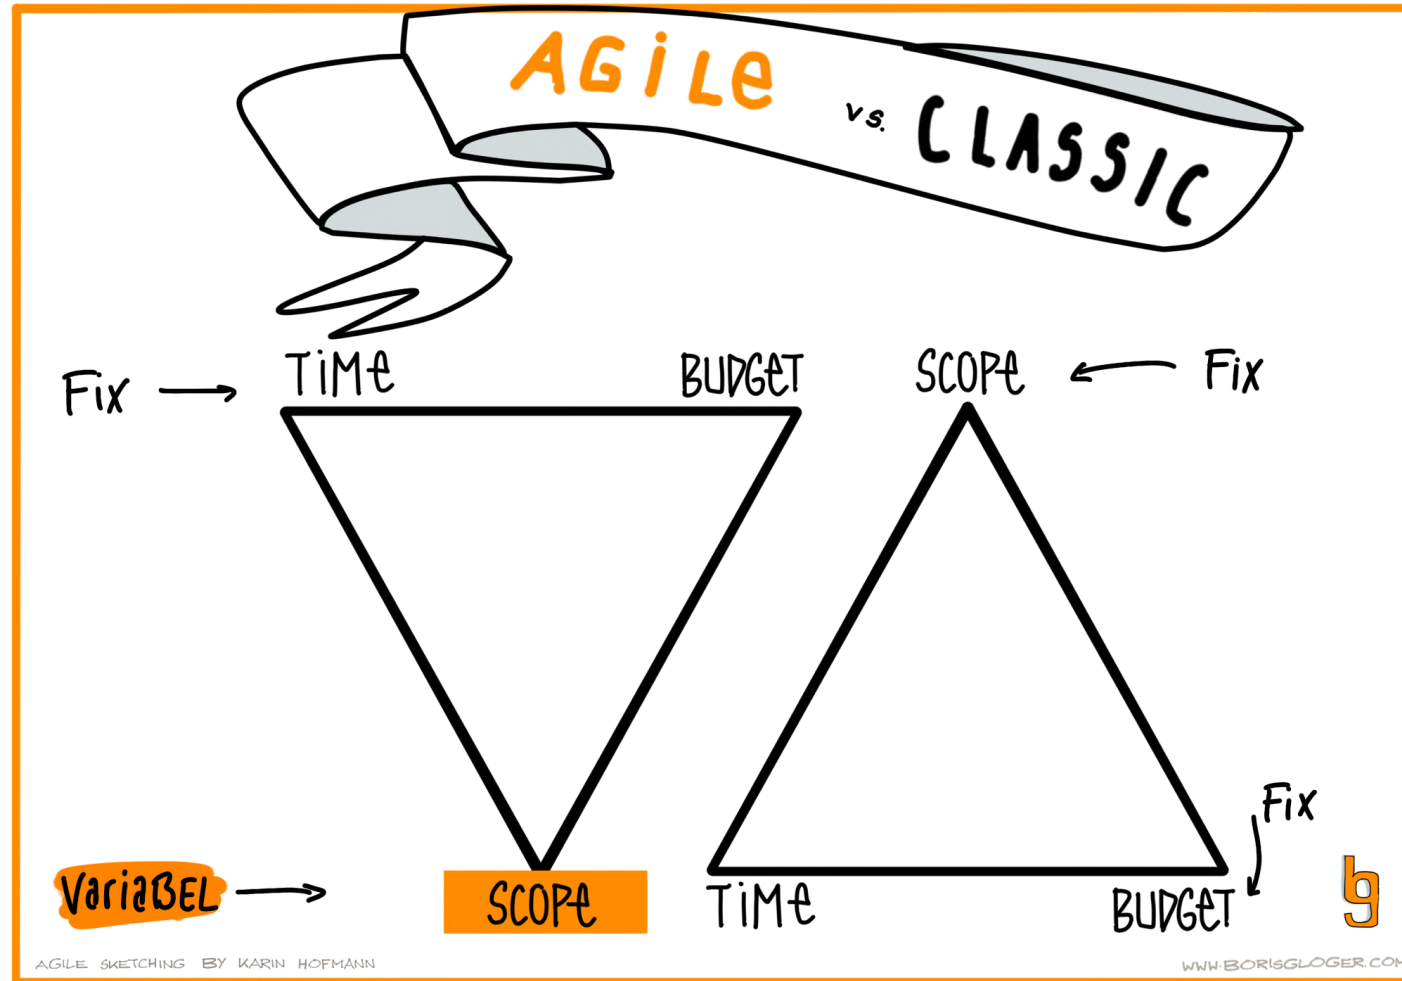 AGiLe vs. CLASSIC
Fix
TiMe
BUDGET
SCOPe
Fix
Fix
VariaBEL
SCOPe
TiMe
BUDGET
bg
AGILE SKETCHING BY KARIN HOFMANN
WWW.BORISGLOGER.COM